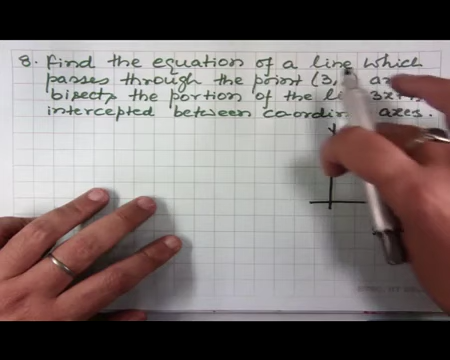 8. Find the equation of a line which
passes through the point (3,
bisects the portion of the 3x+
intercepted between axes.